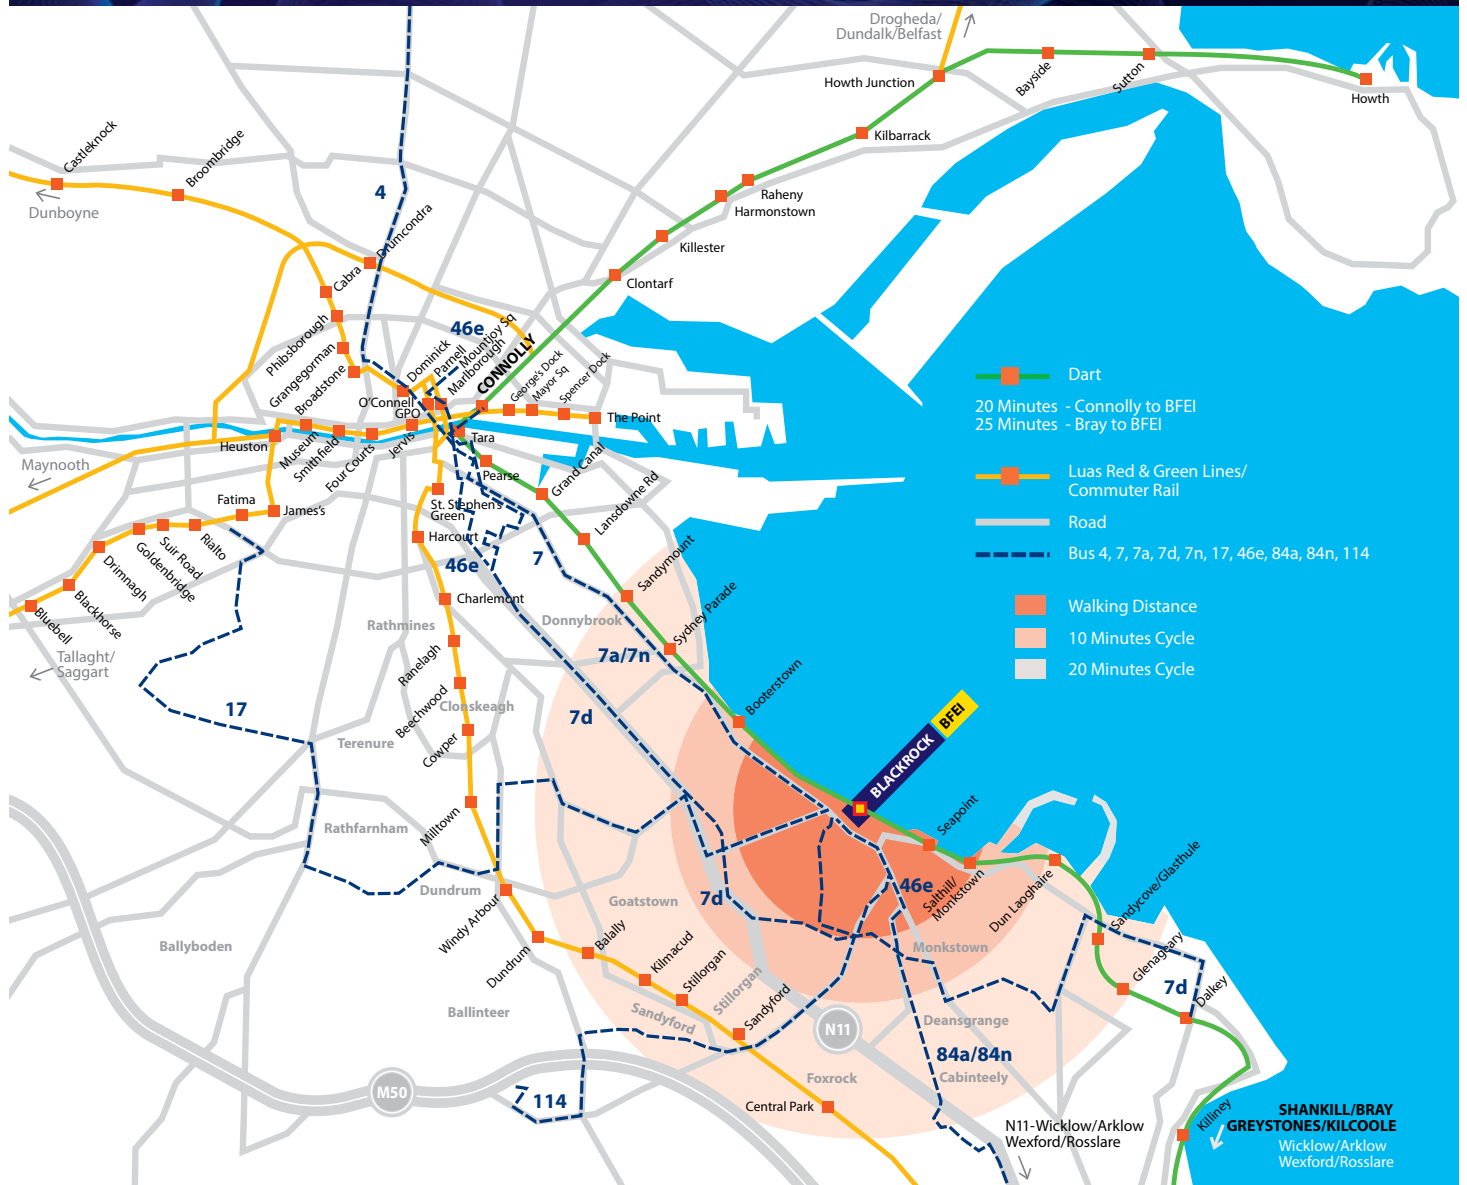 Drogheda/
Dundalk/Belfast
Howth Junction
Bayside
Sutton
Howth
Kilbarrack
Raheny
Harmonstown
Killester
Clontarf
Castleknock
Broombridge
Dunboyne
4
Drumcondra
Cabra
Phibsborough
Grangegorman
Broadstone
46e
Dominick
Parnell
Mountjoy Sq
Marlborough
CONNOLLY
George's Dock
Mayor Sq
Spencer Dock
The Point
O'Connell
GPO
Heuston
Museum
Smithfield
Four Courts
Jervis
Tara
Pearse
Grand Canal
Lansdowne Rd
Maynooth
Fatima
James's
St. Stephen's
Green
Harcourt
Rialto
Suir Road
Goldenbridge
Drimnagh
Blackhorse
Bluebell
Tallaght/
Saggart
46e
7
Charlemont
Sandymount
Sydney Parade
Donnybrook
Rathmines
Ranelagh
7a/7n
Beechwood
Clonskeagh
Cowper
Booterstown
17
7d
Terenure
Milltown
Rathfarnham
BLACKROCK
BFEI
Seapoint
Salthill/
Monkstown
Dun Laoghaire
Sandycove/Glasthule
Glenageary
Dalkey
7d
Killiney
46e
7d
Dundrum
Goatstown
Windy Arbour
Dundrum
Balally
Kilmacud
Stillorgan
Stillorgan
Sandyford
Sandyford
Monkstown
Ballyboden
Ballinteer
Deansgrange
N11
84a/84n
Cabinteely
Foxrock
Central Park
M50
114
N11-Wicklow/Arklow
Wexford/Rosslare
SHANKILL/BRAY
GREYSTONES/KILCOOLE
Wicklow/Arklow
Wexford/Rosslare
Dart
20 Minutes - Connolly to BFEI
25 Minutes - Bray to BFEI
Luas Red & Green Lines/
Commuter Rail
Road
Bus 4, 7, 7a, 7d, 7n, 17, 46e, 84a, 84n, 114
Walking Distance
10 Minutes Cycle
20 Minutes Cycle